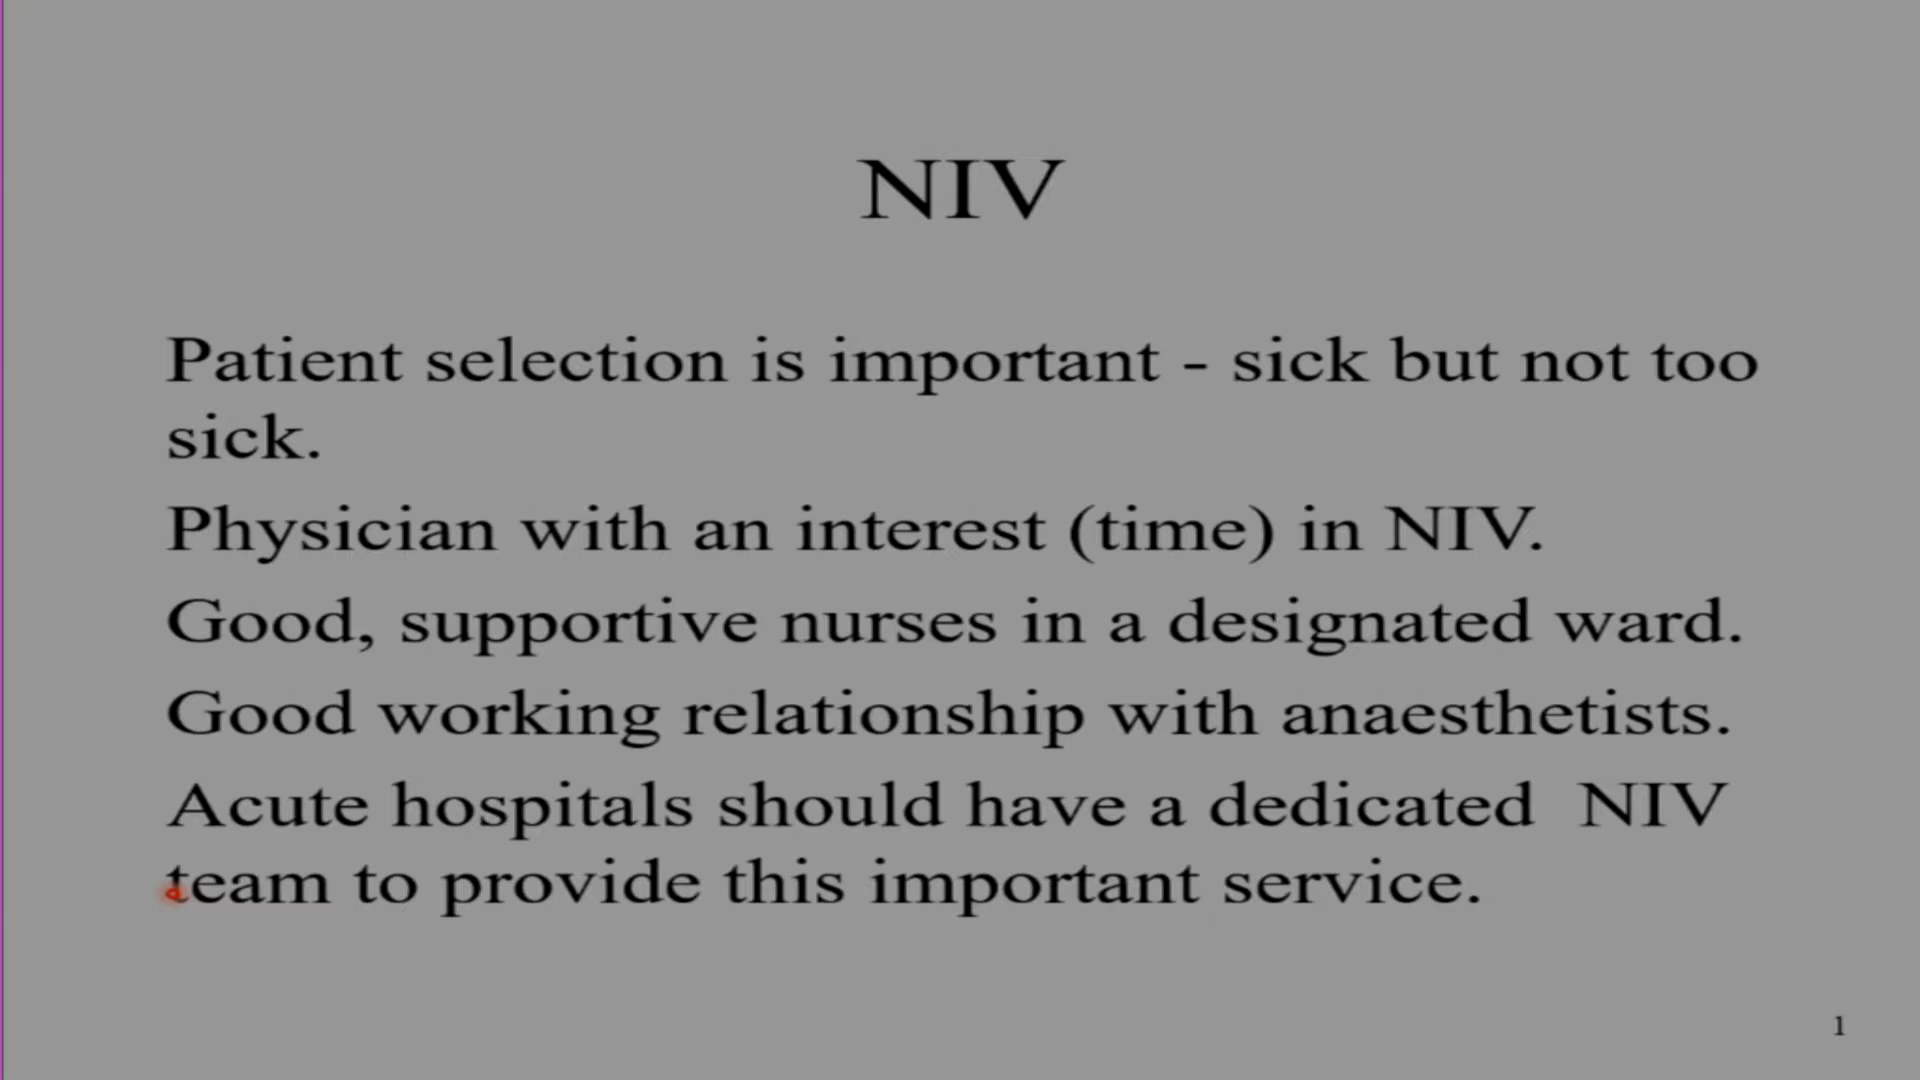 NIV
Patient selection is important - sick but not too
sick.
Physician with an interest (time) in NIV.
Good, supportive nurses in a designated ward.
Good working relationship with anaesthetists.
Acute hospitals should have a dedicated  NIV
team to provide this important service.
1